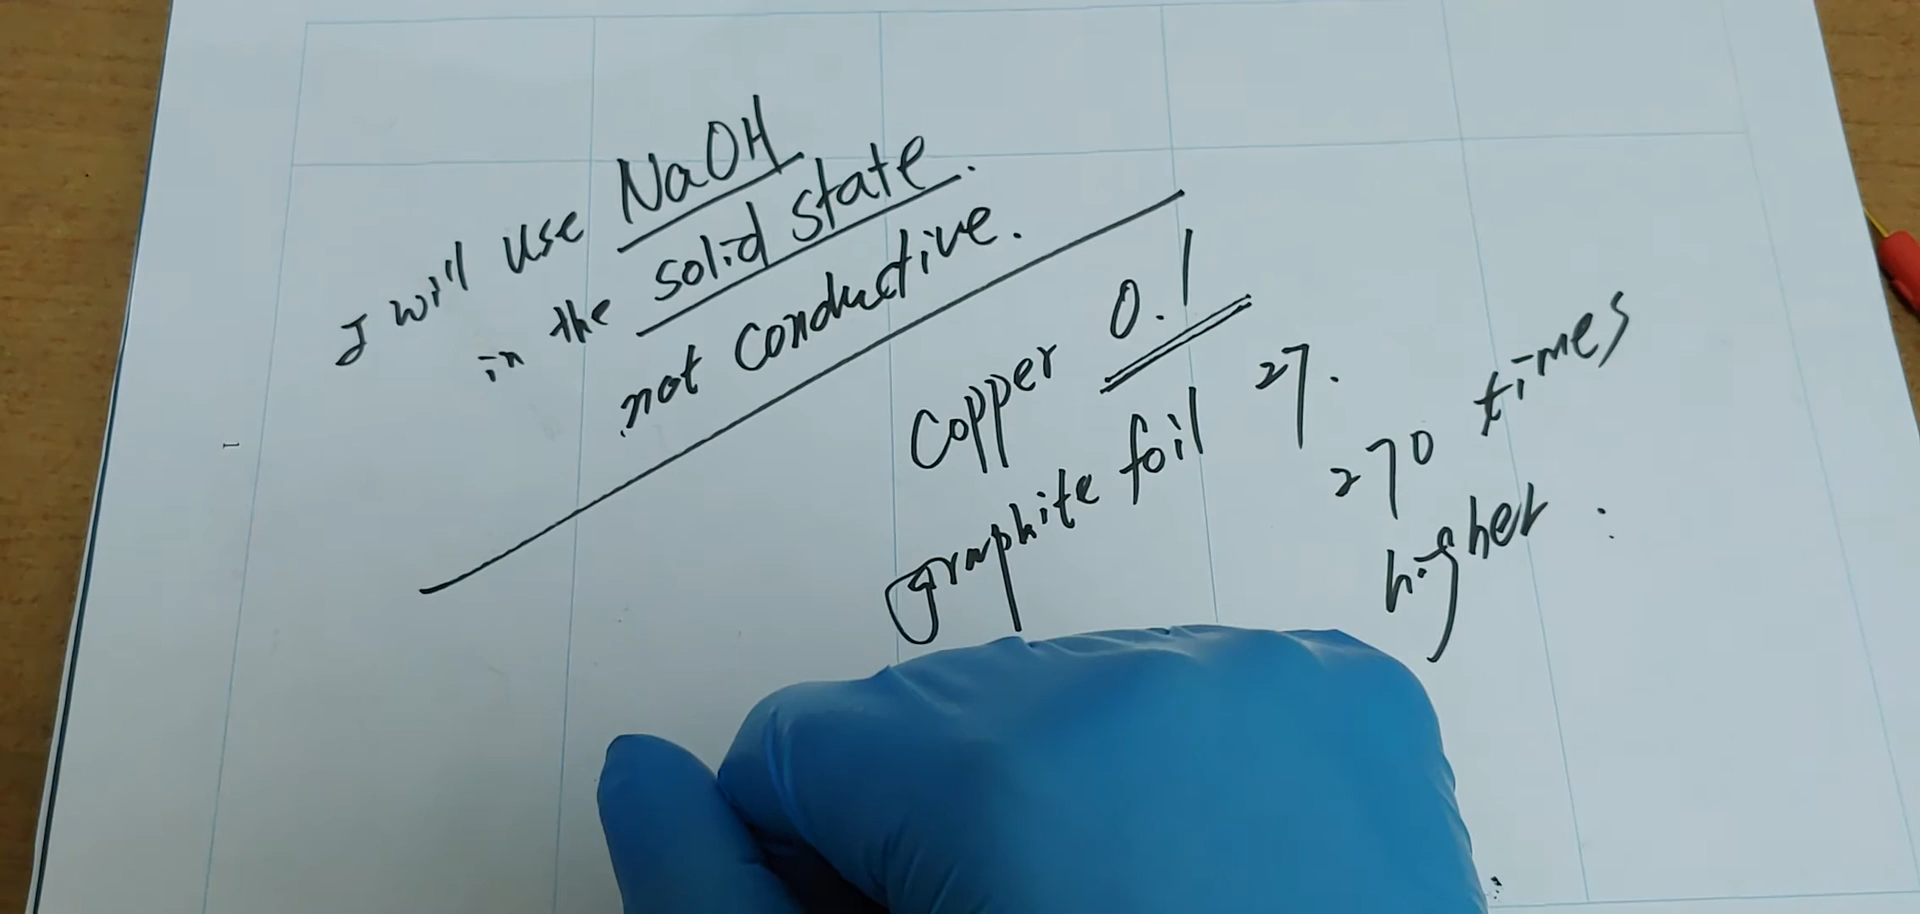 I will use NaOH
in the solid state.
not conductive.
Copper 0.1
graphite foil 27.
270 times
higher.